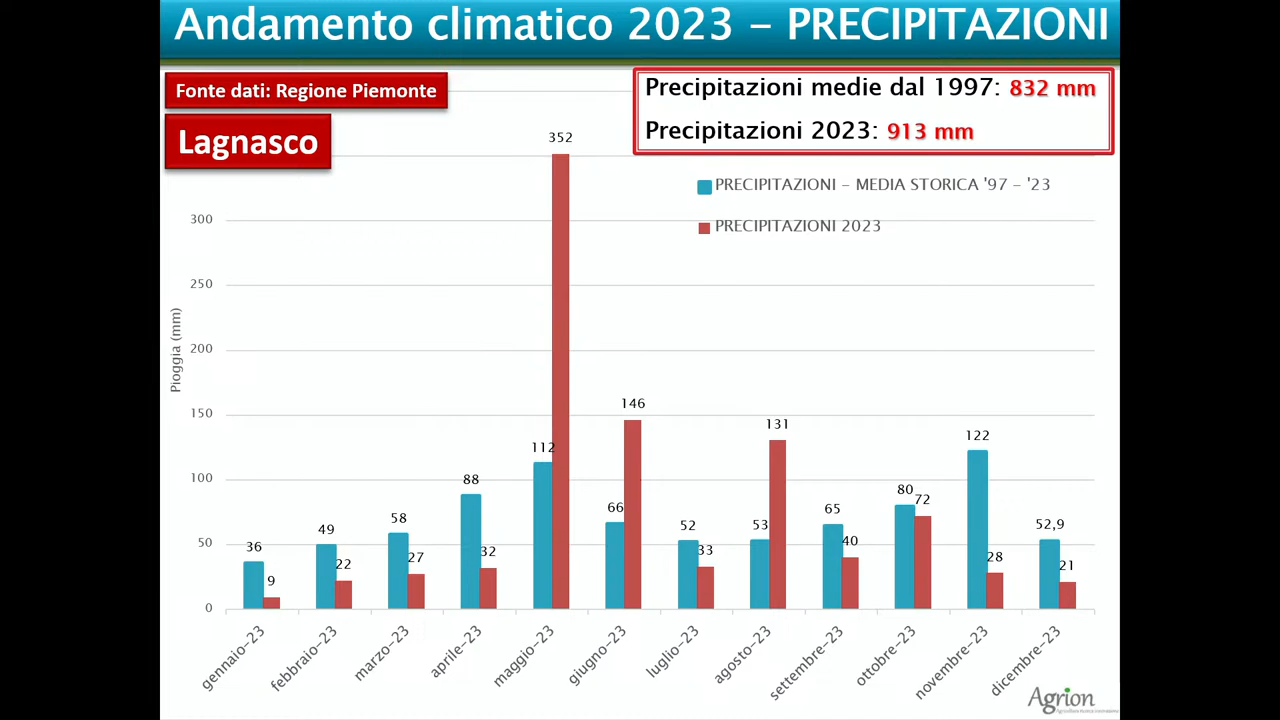 Andamento climatico 2023 – PRECIPITAZIONI
Fonte dati: Regione Piemonte
Lagnasco
Precipitazioni medie dal 1997: 832 mm
Precipitazioni 2023: 913 mm
PRECIPITAZIONI – MEDIA STORICA '97 – '23
PRECIPITAZIONI 2023
Pioggia (mm)
300
250
200
150
100
50
0
36
9
49
22
58
27
88
32
112
352
66
146
52
33
53
131
65
40
80
72
122
28
52,9
21
gennaio-23
febbraio-23
marzo-23
aprile-23
maggio-23
giugno-23
luglio-23
agosto-23
settembre-23
ottobre-23
novembre-23
dicembre-23
Agrion